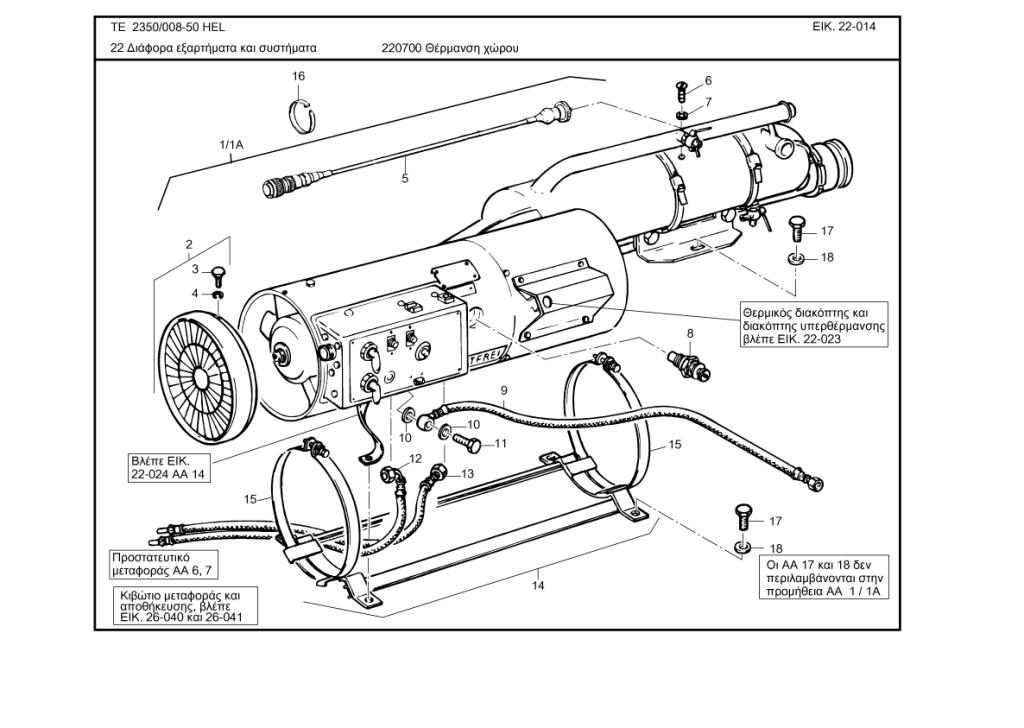 ΤΕ 2350/008-50 HEL
ΕΙΚ. 22-014
22 Διάφορα εξαρτήματα και συστήματα
220700 Θέρμανση χώρου
16
6
7
1/1A
5
17
2
18
3
4
Θερμικός διακόπτης και
διακόπτης υπερθέρμανσης
βλέπε ΕΙΚ. 22-023
8
9
10
10
11
15
12
Βλέπε ΕΙΚ.
22-024 ΑΑ 14
13
15
17
18
Προστατευτικό
μεταφοράς ΑΑ 6, 7
Οι ΑΑ 17 και 18 δεν
περιλαμβάνονται στην
προμήθεια ΑΑ 1 / 1Α
14
Κιβώτιο μεταφοράς και
αποθήκευσης, βλέπε
ΕΙΚ. 26-040 και 26-041